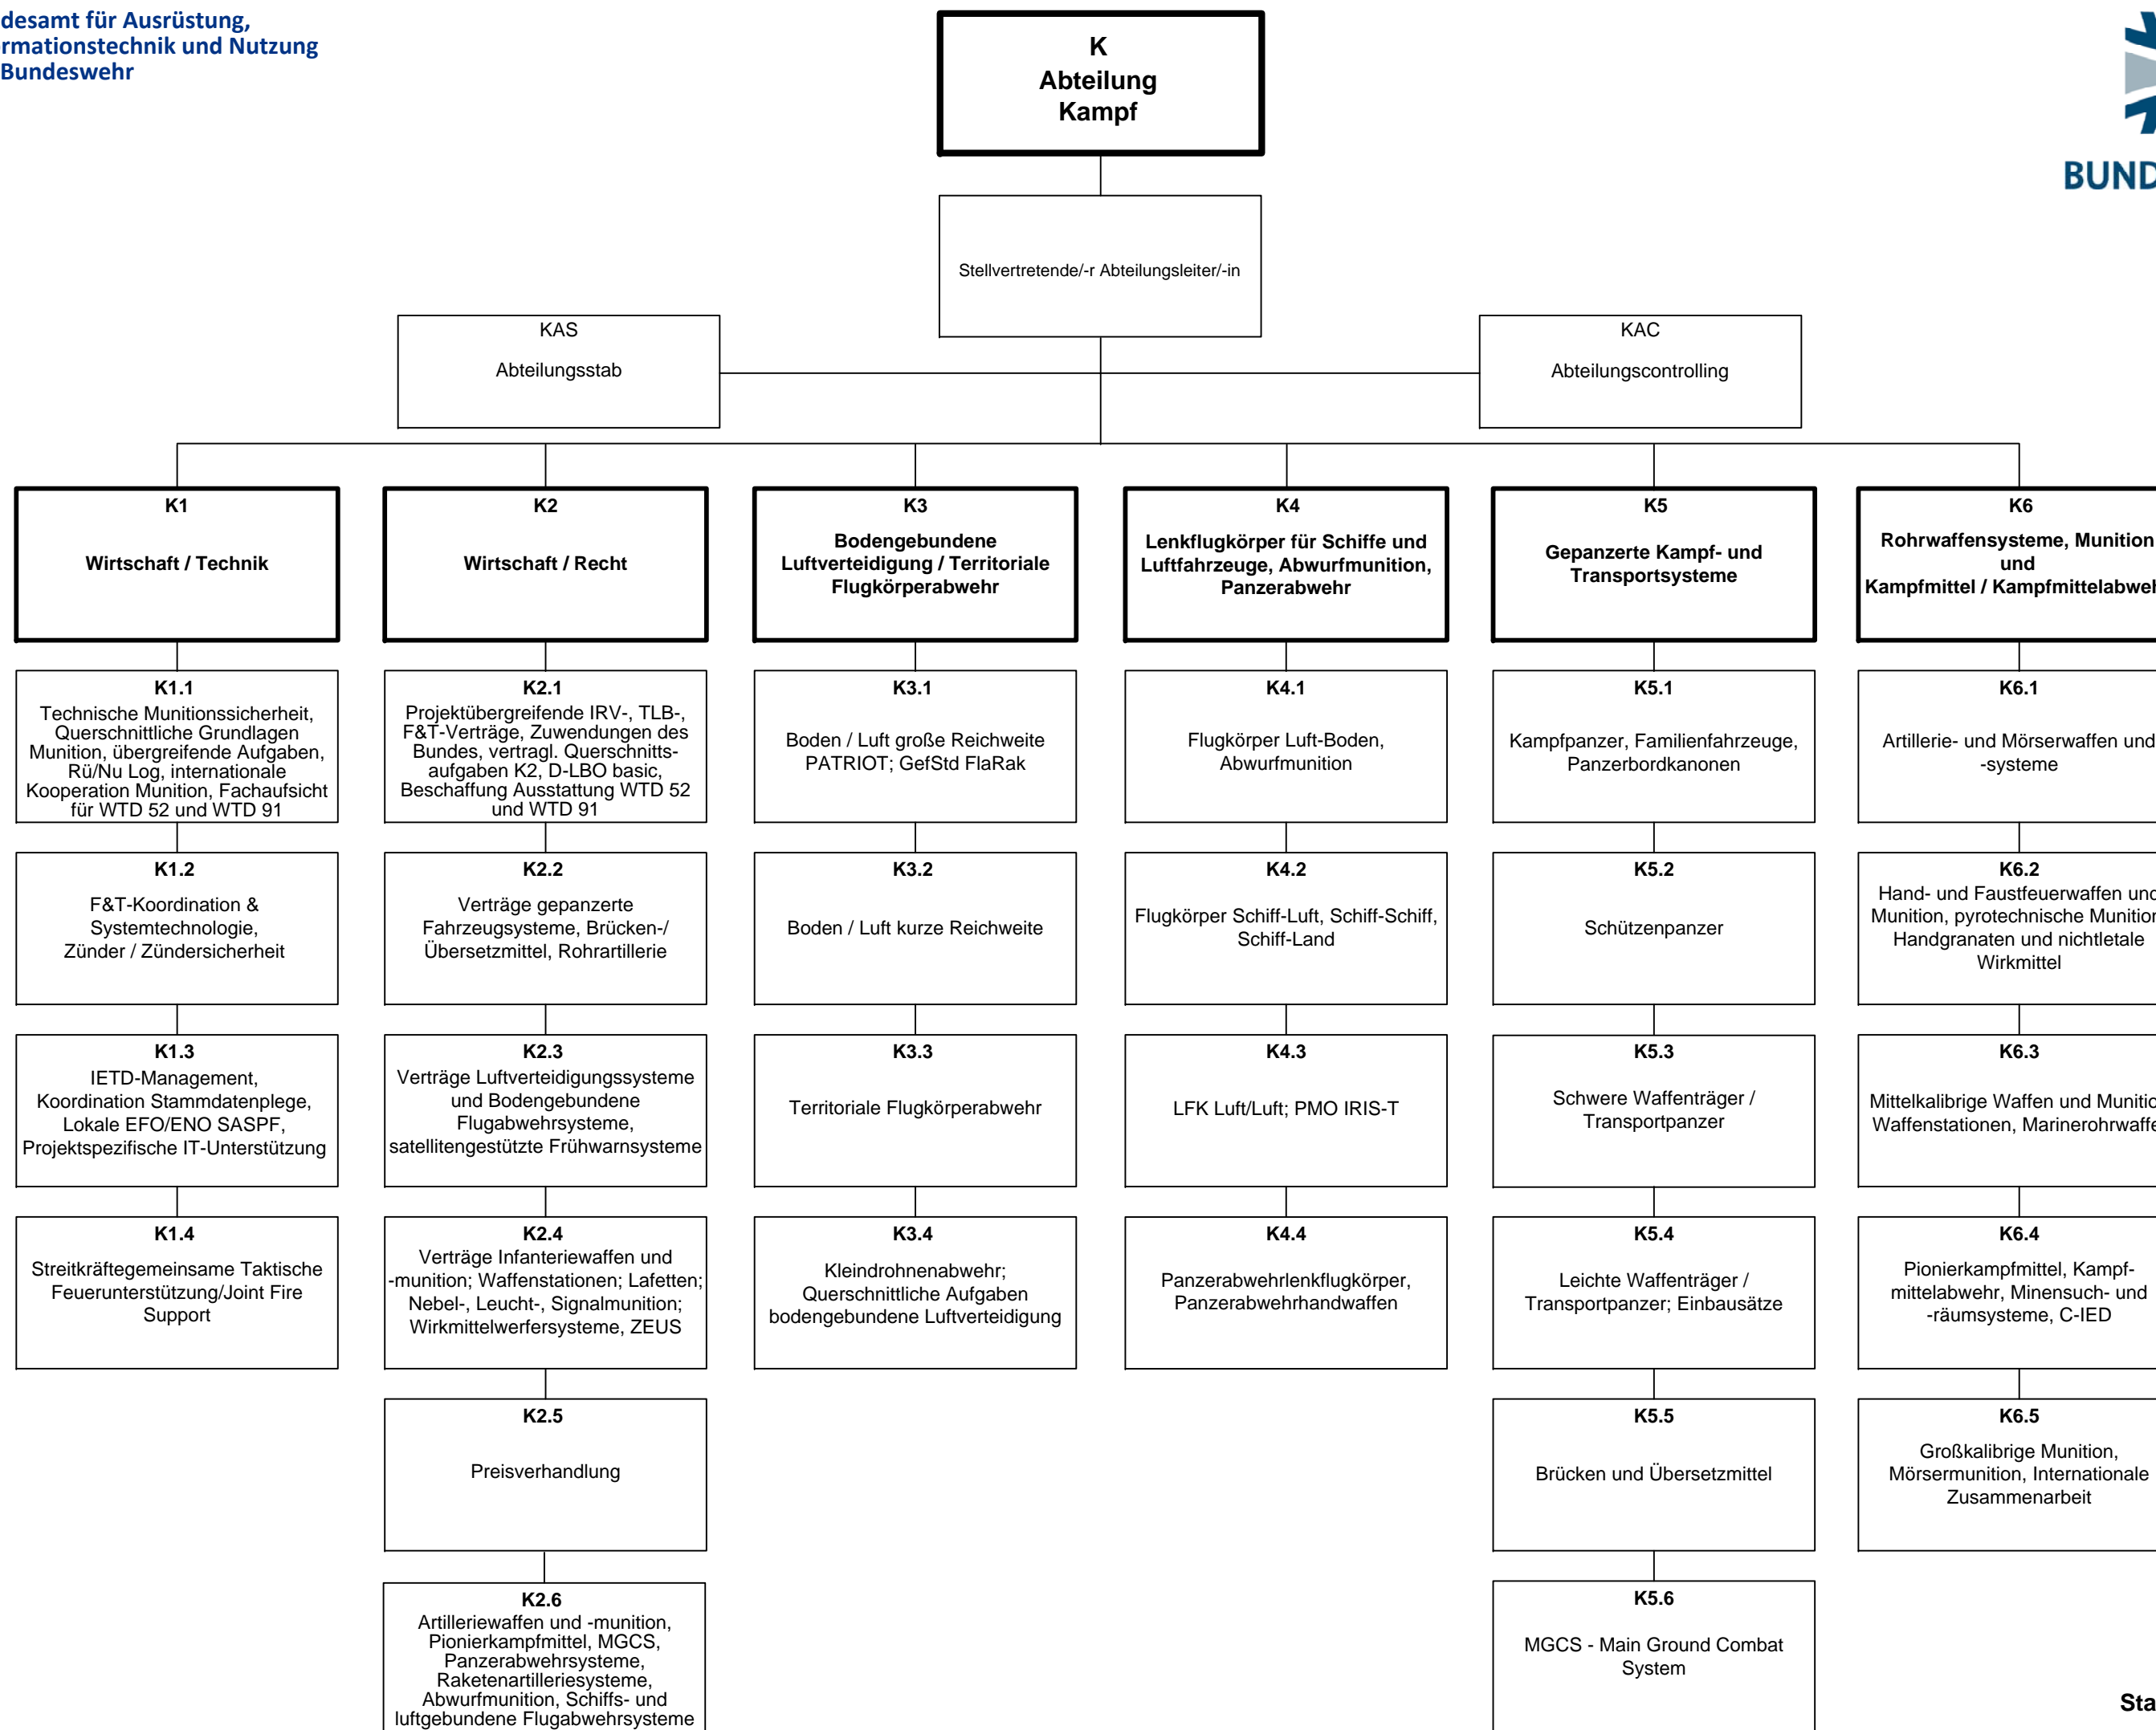 desamt für Ausrüstung,
rmationstechnik und Nutzung
Bundeswehr
BUND
K
Abteilung
Kampf
Stellvertretende/-r Abteilungsleiter/-in
KAS
Abteilungsstab
KAC
Abteilungscontrolling
K1
Wirtschaft / Technik
K2
Wirtschaft / Recht
K3
Bodengebundene
Luftverteidigung / Territoriale
Flugkörperabwehr
K4
Lenkflugkörper für Schiffe und
Luftfahrzeuge, Abwurfmunition,
Panzerabwehr
K5
Gepanzerte Kampf- und
Transportsysteme
K6
Rohrwaffensysteme, Munition
und
Kampfmittel / Kampfmittelabweh
K1.1
Technische Munitionssicherheit,
Querschnittliche Grundlagen
Munition, übergreifende Aufgaben,
Rü/Nu Log, internationale
Kooperation Munition, Fachaufsicht
für WTD 52 und WTD 91
K2.1
Projektübergreifende IRV-, TLB-,
F&T-Verträge, Zuwendungen des
Bundes, vertragl. Querschnitts-
aufgaben K2, D-LBO basic,
Beschaffung Ausstattung WTD 52
und WTD 91
K3.1
Boden / Luft große Reichweite
PATRIOT; GefStd FlaRak
K4.1
Flugkörper Luft-Boden,
Abwurfmunition
K5.1
Kampfpanzer, Familienfahrzeuge,
Panzerbordkanonen
K6.1
Artillerie- und Mörserwaffen und
-systeme
K1.2
F&T-Koordination &
Systemtechnologie,
Zünder / Zündersicherheit
K2.2
Verträge gepanzerte
Fahrzeugsysteme, Brücken-/
Übersetzmittel, Rohrartillerie
K3.2
Boden / Luft kurze Reichweite
K4.2
Flugkörper Schiff-Luft, Schiff-Schiff,
Schiff-Land
K5.2
Schützenpanzer
K6.2
Hand- und Faustfeuerwaffen und
Munition, pyrotechnische Munition
Handgranaten und nichtletale
Wirkmittel
K1.3
IETD-Management,
Koordination Stammdatenplege,
Lokale EFO/ENO SASPF,
Projektspezifische IT-Unterstützung
K2.3
Verträge Luftverteidigungssysteme
und Bodengebundene
Flugabwehrsysteme,
satellitengestützte Frühwarnsysteme
K3.3
Territoriale Flugkörperabwehr
K4.3
LFK Luft/Luft; PMO IRIS-T
K5.3
Schwere Waffenträger /
Transportpanzer
K6.3
Mittelkalibrige Waffen und Munitio
Waffenstationen, Marinerohrwaffe
K1.4
Streitkräftegemeinsame Taktische
Feuerunterstützung/Joint Fire
Support
K2.4
Verträge Infanteriewaffen und
-munition; Waffenstationen; Lafetten;
Nebel-, Leucht-, Signalmunition;
Wirkmittelwerfersysteme, ZEUS
K3.4
Kleindrohnenabwehr;
Querschnittliche Aufgaben
bodengebundene Luftverteidigung
K4.4
Panzerabwehrlenkflugkörper,
Panzerabwehrhandwaffen
K5.4
Leichte Waffenträger /
Transportpanzer; Einbausätze
K6.4
Pionierkampfmittel, Kampf-
mittelabwehr, Minensuch- und
-räumsysteme, C-IED
K2.5
Preisverhandlung
K5.5
Brücken und Übersetzmittel
K6.5
Großkalibrige Munition,
Mörsermunition, Internationale
Zusammenarbeit
K2.6
Artilleriewaffen und -munition,
Pionierkampfmittel, MGCS,
Panzerabwehrsysteme,
Raketenartilleriesysteme,
Abwurfmunition, Schiffs- und
luftgebundene Flugabwehrsysteme
K5.6
MGCS - Main Ground Combat
System
Sta